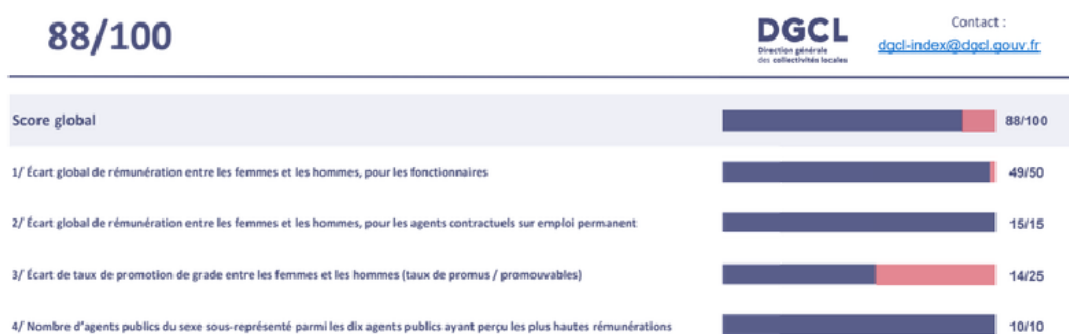 88/100
DGCL
Direction générale
des collectivités locales
Contact :
dgcl-index@dgcl.gouv.fr
Score global
88/100
1/ Écart global de rémunération entre les femmes et les hommes, pour les fonctionnaires
49/50
2/ Écart global de rémunération entre les femmes et les hommes, pour les agents contractuels sur emploi permanent
15/15
3/ Écart de taux de promotion de grade entre les femmes et les hommes (taux de promus / promouvables)
14/25
4/ Nombre d'agents publics du sexe sous-représenté parmi les dix agents publics ayant perçu les plus hautes rémunérations
10/10